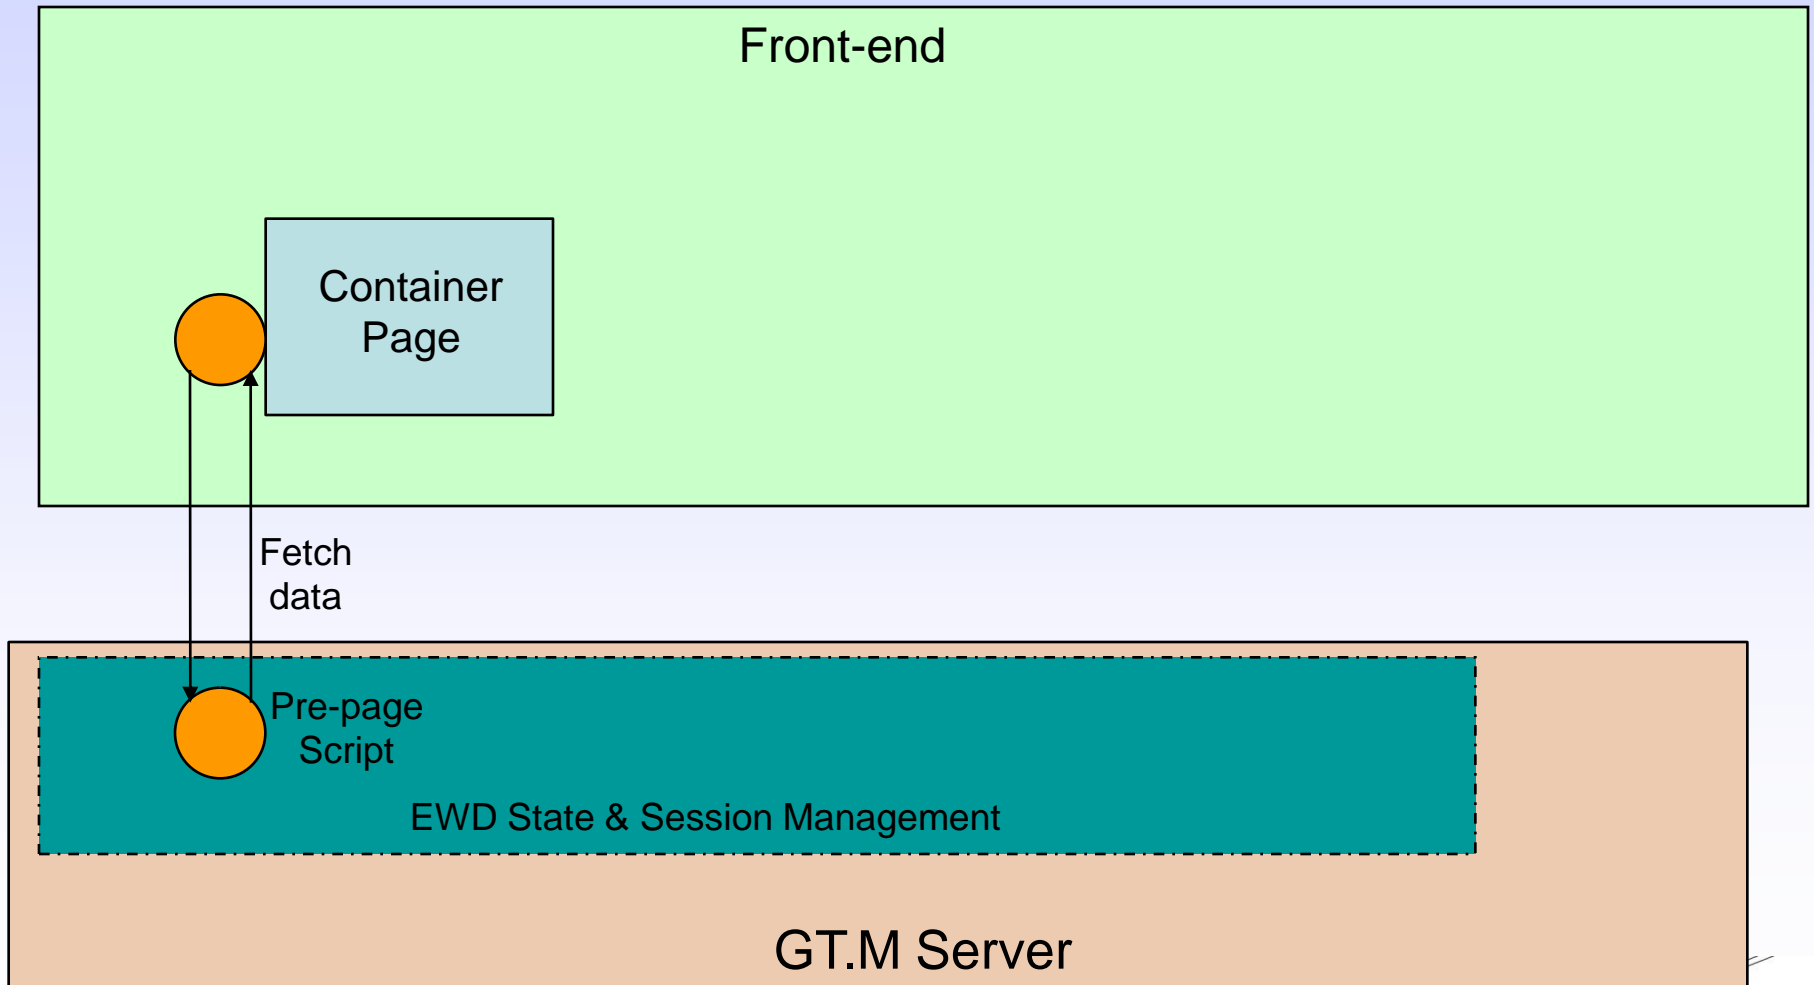 Front-end
Container
Page
Fetch
data
Pre-page
Script
EWD State & Session Management
GT.M Server